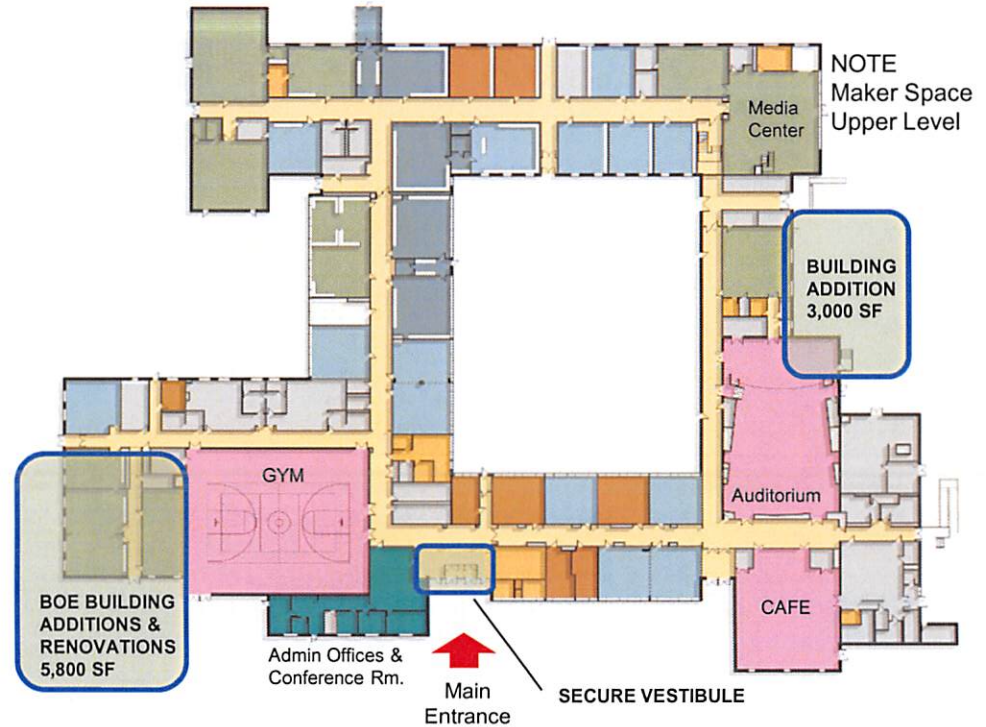 NOTE
Maker Space
Upper Level
Media
Center
BUILDING
ADDITION
3,000 SF
GYM
Auditorium
BOE BUILDING
ADDITIONS &
RENOVATIONS
5,800 SF
CAFE
Admin Offices &
Conference Rm.
Main
Entrance
SECURE VESTIBULE